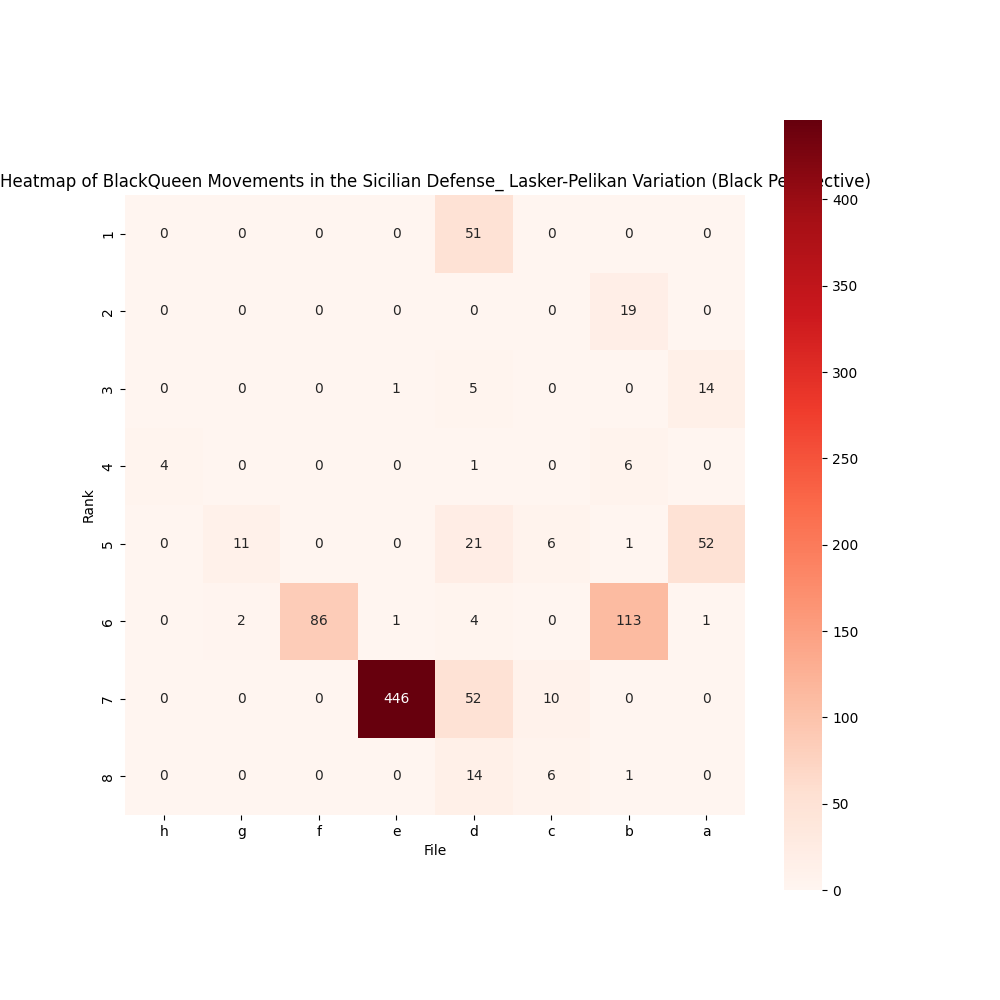 Heatmap of BlackQueen Movements in the Sicilian Defense_ Lasker-Pelikan Variation (Black Pe ective)
400
350
300
250
200
150
100
50
0
Rank
1 0 0 0 0 51 0 0 0
2 0 0 0 0 0 0 19 0
3 0 0 0 1 5 0 0 14
4 4 0 0 0 1 0 6 0
5 0 11 0 0 21 6 1 52
6 0 2 86 1 4 0 113 1
7 0 0 0 446 52 10 0 0
8 0 0 0 0 14 6 1 0
h g f e d c b a
File